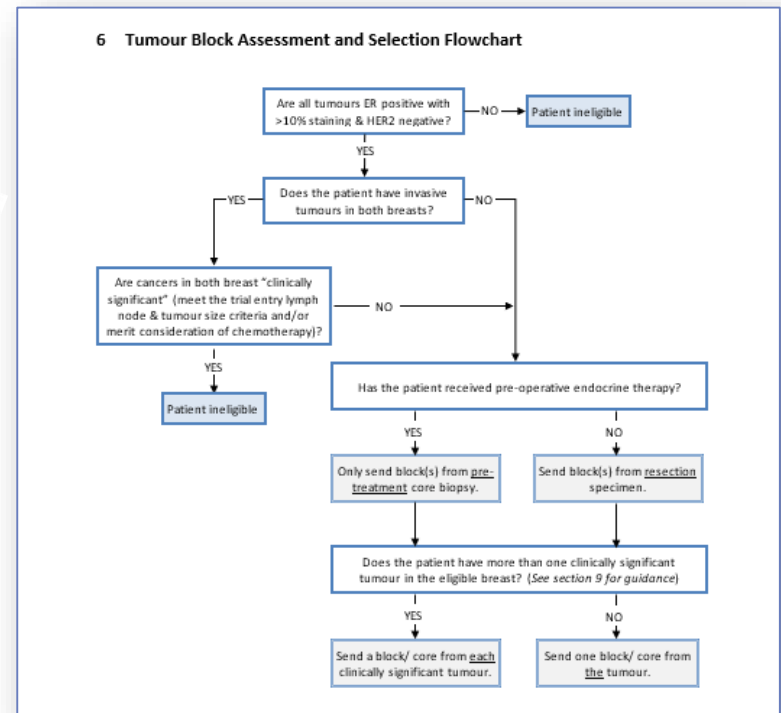 6 Tumour Block Assessment and Selection Flowchart
Are all tumours ER positive with
>10% staining & HER2 negative?
NO
Patient ineligible
YES
Does the patient have invasive
tumours in both breasts?
YES
NO
Are cancers in both breast “clinically
significant” (meet the trial entry lymph
node & tumour size criteria and/or
merit consideration of chemotherapy)?
NO
YES
Patient ineligible
Has the patient received pre-operative endocrine therapy?
YES
NO
Only send block(s) from pre-
treatment core biopsy.
Send block(s) from resection
specimen.
Does the patient have more than one clinically significant
tumour in the eligible breast? (See section 9 for guidance)
YES
NO
Send a block/ core from each
clinically significant tumour.
Send one block/ core from
the tumour.